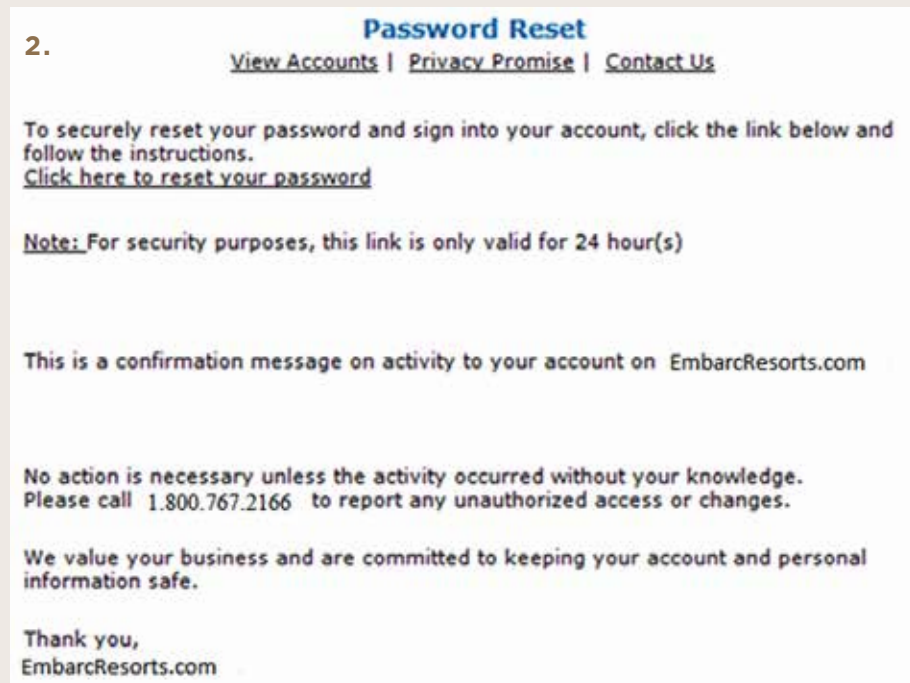 2.
Password Reset
View Accounts | Privacy Promise | Contact Us
To securely reset your password and sign into your account, click the link below and
follow the instructions.
Click here to reset your password
Note: For security purposes, this link is only valid for 24 hour(s)
This is a confirmation message on activity to your account on EmbarcResorts.com
No action is necessary unless the activity occurred without your knowledge.
Please call 1.800.767.2166 to report any unauthorized access or changes.
We value your business and are committed to keeping your account and personal
information safe.
Thank you,
EmbarcResorts.com